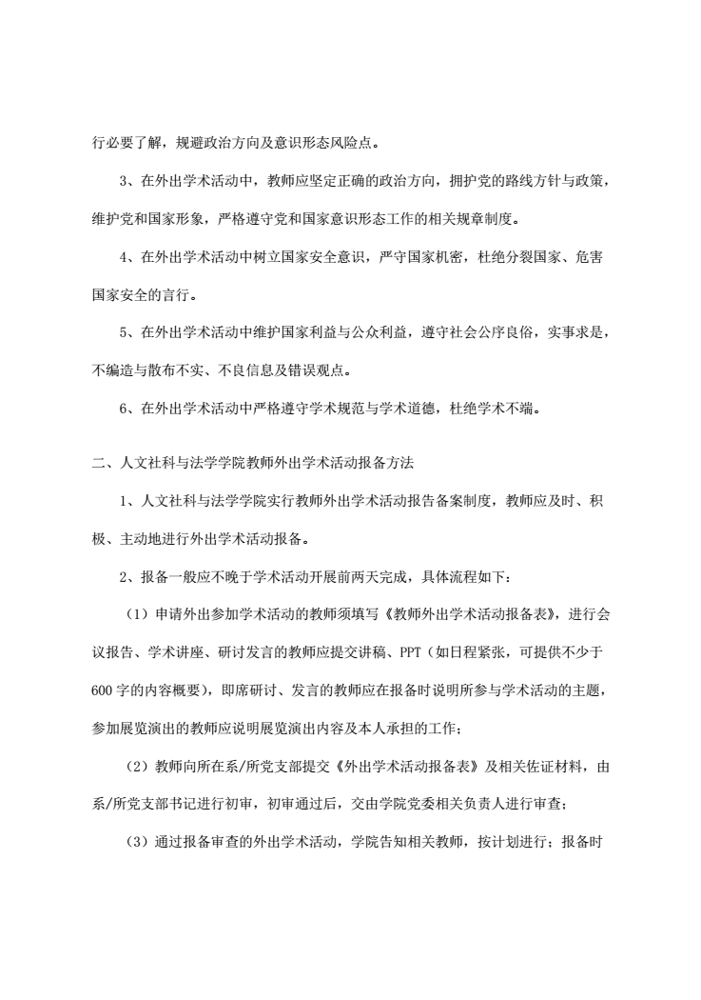 行必要了解，规避政治方向及意识形态风险点。
3、在外出学术活动中，教师应坚定正确的政治方向，拥护党的路线方针与政策，
维护党和国家形象，严格遵守党和国家意识形态工作的相关规章制度。
4、在外出学术活动中树立国家安全意识，严守国家机密，杜绝分裂国家、危害
国家安全的言行。
5、在外出学术活动中维护国家利益与公众利益，遵守社会公序良俗，实事求是，
不编造与散布不实、不良信息及错误观点。
6、在外出学术活动中严格遵守学术规范与学术道德，杜绝学术不端。
二、人文社科与法学学院教师外出学术活动报备方法
1、人文社科与法学学院实行教师外出学术活动报告备案制度，教师应及时、积
极、主动地进行外出学术活动报备。
2、报备一般应不晚于学术活动开展前两天完成，具体流程如下：
（1）申请外出参加学术活动的教师须填写《教师外出学术活动报备表》，进行会
议报告、学术讲座、研讨发言的教师应提交讲稿、PPT（如日程紧张，可提供不少于
600 字的内容概要），即席研讨、发言的教师应在报备时说明所参与学术活动的主题，
参加展览演出的教师应说明展览演出内容及本人承担的工作；
（2）教师向所在系/所党支部提交《外出学术活动报备表》及相关佐证材料，由
系/所党支部书记进行初审，初审通过后，交由学院党委相关负责人进行审查；
（3）通过报备审查的外出学术活动，学院告知相关教师，按计划进行；报备时